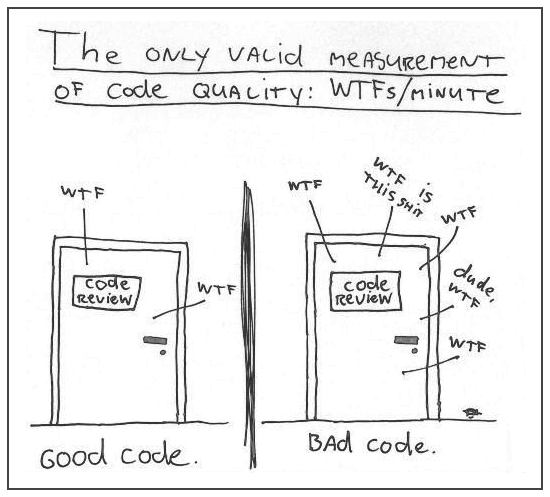 The ONLY VALID MEASUREMENT
OF CODE QUALITY: WTFs/MINUTE
WTF
CODE
REVIEW
WTF
GOOD CODE.
WTF
WTF IS
THIS SHIT
WTF
CODE
REVIEW
dude,
WTF
WTF
BAD CODE.